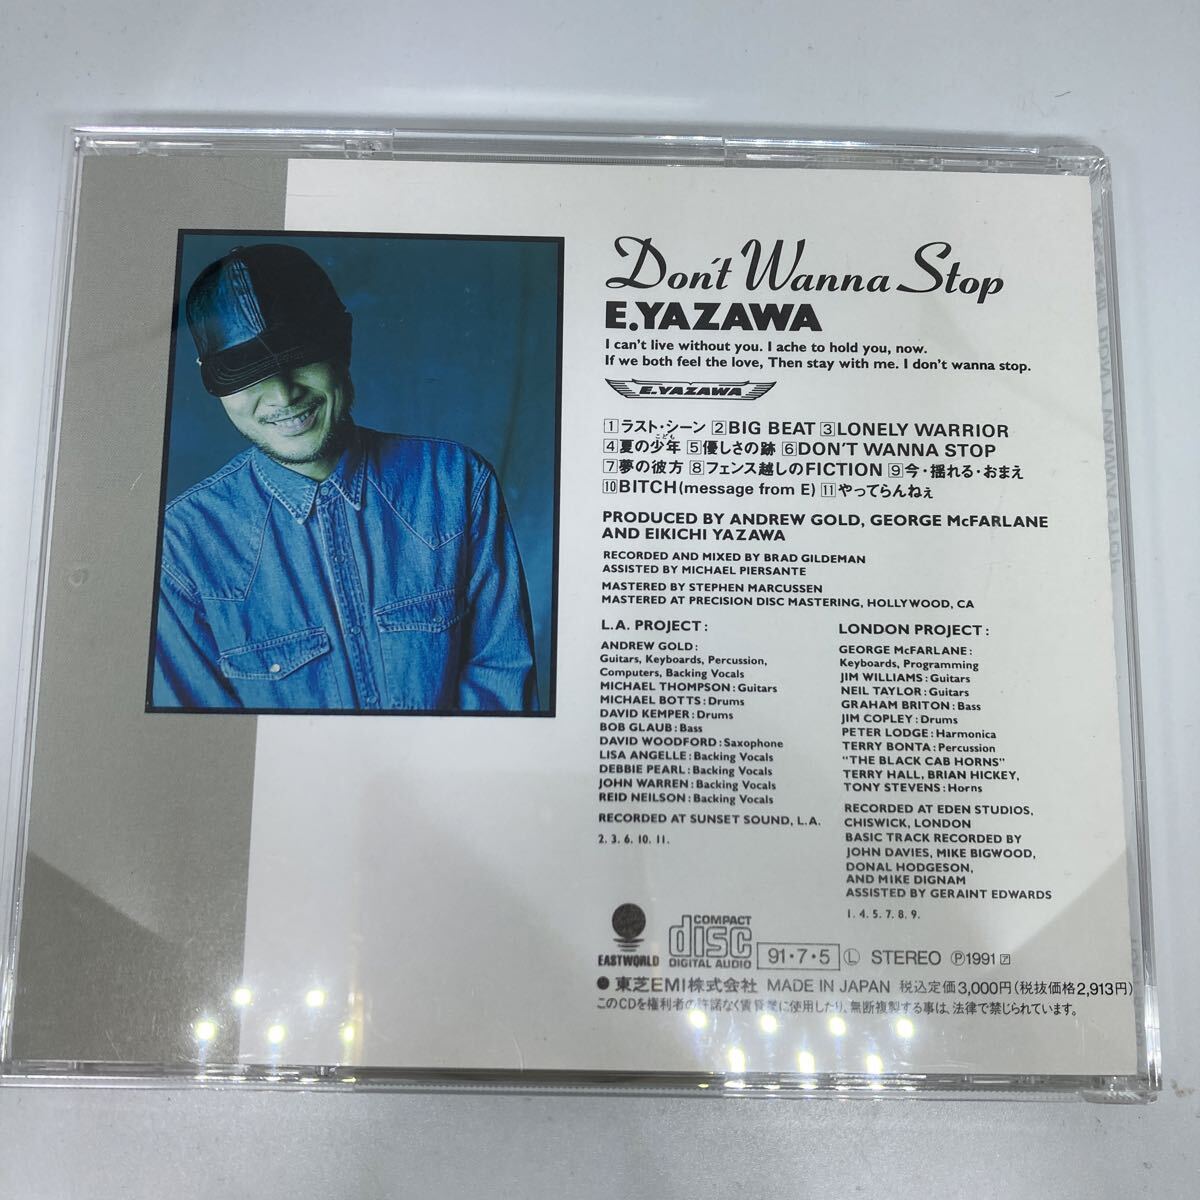 Don't Wanna Stop
E.YAZAWA
I can't live without you. I ache to hold you, now.
If we both feel the love, Then stay with me. I don't wanna stop.
E.YAZAWA
1 ラスト・シーン 2 BIG BEAT 3 LONELY WARRIOR
こども
4 夏の少年 5 優しさの跡 6 DON'T WANNA STOP
7 夢の彼方 8 フェンス越しのFICTION 9 今・揺れる・おまえ
10 BITCH (message from E) 11 やってらんねぇ
PRODUCED BY ANDREW GOLD, GEORGE McFARLANE
AND EIKICHI YAZAWA
RECORDED AND MIXED BY BRAD GILDEMAN
ASSISTED BY MICHAEL PIERSANTE
MASTERED BY STEPHEN MARCUSSEN
MASTERED AT PRECISION DISC MASTERING, HOLLYWOOD, CA
L.A. PROJECT :
ANDREW GOLD :
Guitars, Keyboards, Percussion,
Computers, Backing Vocals
MICHAEL THOMPSON : Guitars
MICHAEL BOTTS : Drums
DAVID KEMPER : Drums
BOB GLAUB : Bass
DAVID WOODFORD : Saxophone
LISA ANGELLE : Backing Vocals
DEBBIE PEARL : Backing Vocals
JOHN WARREN : Backing Vocals
REID NEILSON : Backing Vocals
RECORDED AT SUNSET SOUND, L.A.
2. 3. 6. 10. 11.
LONDON PROJECT :
GEORGE McFARLANE :
Keyboards, Programming
JIM WILLIAMS : Guitars
NEIL TAYLOR : Guitars
GRAHAM BRITON : Bass
JIM COPLEY : Drums
PETER LODGE : Harmonica
TERRY BONTA : Percussion
"THE BLACK CAB HORNS"
TERRY HALL, BRIAN HICKEY,
TONY STEVENS : Horns
RECORDED AT EDEN STUDIOS,
CHISWICK, LONDON
BASIC TRACK RECORDED BY
JOHN DAVIES, MIKE BIGWOOD,
DONAL HODGESON,
AND MIKE DIGNAM
ASSISTED BY GERAINT EDWARDS
1. 4. 5. 7. 8. 9.
EASTWORLD
COMPACT
disc
DIGITAL AUDIO
91・7・5 Ⓛ STEREO Ⓟ1991 ア
●東芝EMI株式会社 MADE IN JAPAN 税込定価3,000円(税抜価格2,913円)
このCDを権利者の許諾なく賃貸業に使用したり、無断複製する事は、法律で禁じられています。